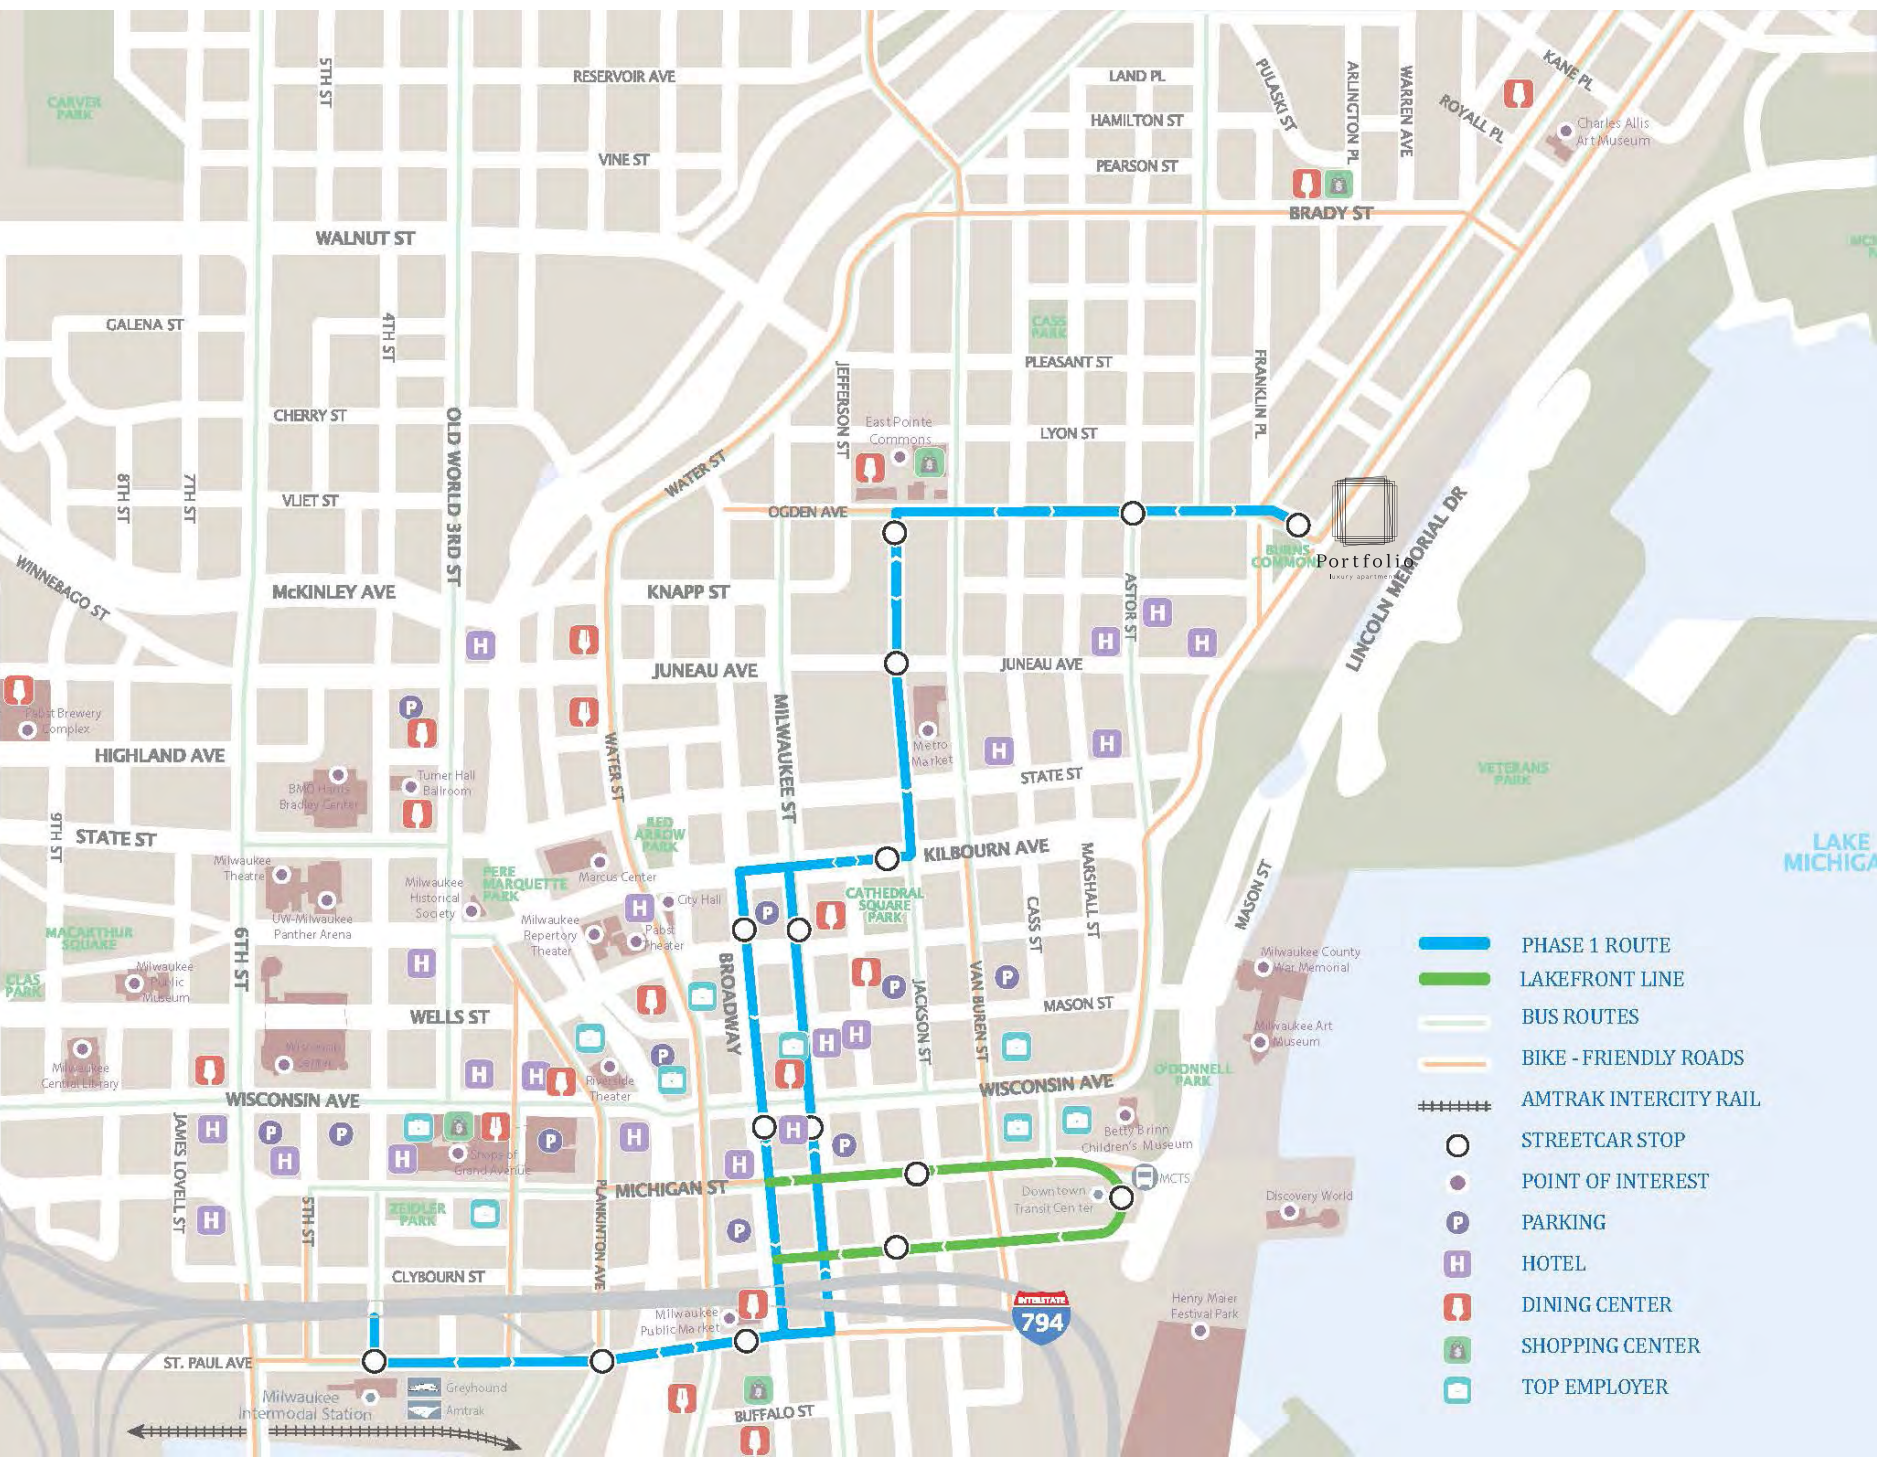 RESERVOIR AVE
5TH ST
LAND PL
PULASKI ST
ARLINGTON PL
WARREN AVE
KANE PL
ROYALL PL
CARVER
PARK
HAMILTON ST
Charles Allis
Art Museum
VINE ST
PEARSON ST
BRADY ST
WALNUT ST
GALENA ST
4TH ST
CASS
PARK
PLEASANT ST
JEFFERSON ST
FRANKLIN PL
CHERRY ST
OLD WORLD 3RD ST
East Pointe
Commons
LYON ST
WATER ST
8TH ST
7TH ST
VLIET ST
OGDEN AVE
LINCOLN MEMORIAL DR
BURNS
COMMON
Portfolio
luxury apartmen
WINNEBAGO ST
McKINLEY AVE
KNAPP ST
ASTOR ST
H
H
H
H
JUNEAU AVE
JUNEAU AVE
Pabst Brewery
Complex
P
MILWAUKEE ST
WATER ST
Metro
Market
H
H
HIGHLAND AVE
BMO Harris
Bradley Center
Turner Hall
Ballroom
STATE ST
VETERANS
PARK
9TH ST
STATE ST
RED
ARROW
PARK
KILBOURN AVE
MARSHALL ST
LAKE
MICHIGA
Milwaukee
Theatre
Milwaukee
Historical
Society
PERE
MARQUETTE
PARK
Marcus Center
CATHEDRAL
SQUARE
PARK
MASON ST
H
City Hall
P
CASS ST
UW-Milwaukee
Panther Arena
Milwaukee
Repertory
Theater
Pabst
Theater
MACARTHUR
SQUARE
6TH ST
H
BROADWAY
JACKSON ST
VAN BUREN ST
P
P
Milwaukee County
War Memorial
CLAS
PARK
Milwaukee
Public
Museum
MASON ST
WELLS ST
H
H
Milwaukee Art
Museum
Milwaukee
Central Library
Wisconsin
Center
H
H
P
Riverside
Theater
O'DONNELL
PARK
WISCONSIN AVE
WISCONSIN AVE
JAMES LOVELL ST
H
P
P
H
H
P
H
H
P
H
Shops of
Grand Avenue
Betty Brinn
Children's Museum
MICHIGAN ST
PLANKINTON AVE
MCTS
Downtown
Transit Center
Discovery World
5TH ST
H
ZEIDLER
PARK
P
CLYBOURN ST
Milwaukee
Public Market
INTERSTATE
794
Henry Maier
Festival Park
ST. PAUL AVE
Milwaukee
Intermodal Station
Greyhound
Amtrak
BUFFALO ST
PHASE 1 ROUTE
LAKEFRONT LINE
BUS ROUTES
BIKE - FRIENDLY ROADS
AMTRAK INTERCITY RAIL
STREETCAR STOP
POINT OF INTEREST
P PARKING
H HOTEL
DINING CENTER
SHOPPING CENTER
TOP EMPLOYER